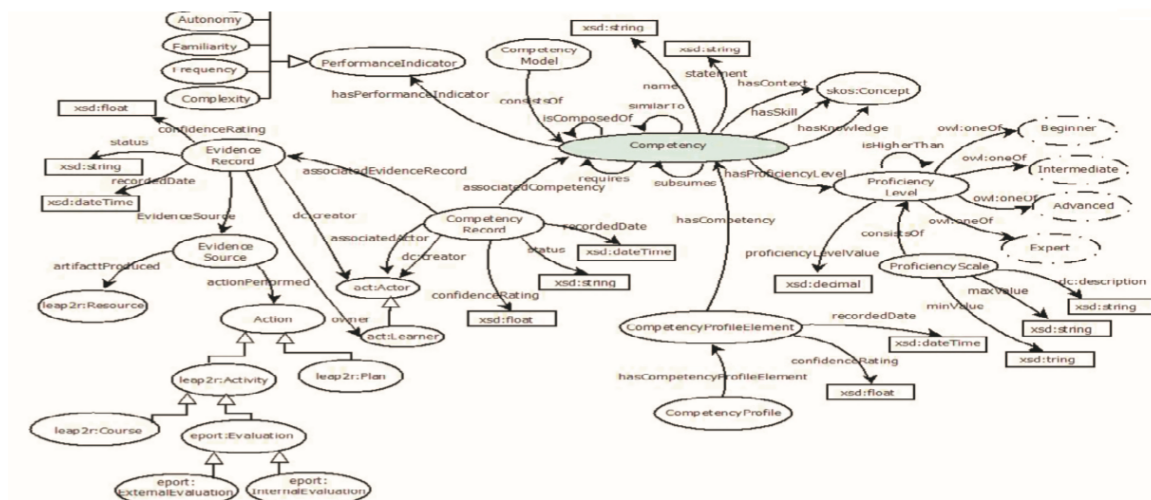 Autonomy
Familiarity
Frequency
Complexity
PerformanceIndicator
hasPerformanceIndicator
Competency
Model
consistsOf
isComposedOf
similarTo
xsd:string
name
xsd:string
statement
hasContext
hasSkill
hasKnowledge
skos:Concept
Competency
requires
subsumes
hasProficiencyLevel
isHigherThan
Proficiency
Level
owl:oneOf
Beginner
owl:oneOf
Intermediate
owl:oneOf
Advanced
owl:oneOf
Expert
consistsOf
proficiencyLevelValue
xsd:decimal
ProficiencyScale
minValue
maxValue
dc:description
xsd:string
xsd:string
xsd:tring
xsd:float
confidenceRating
status
xsd:string
recordedDate
xsd:dateTime
Evidence
Record
associatedEvidenceRecord
associatedCompetency
EvidenceSource
dc:creator
Evidence
Source
artifacttProduced
leap2r:Resource
actionPerformed
Action
owner
associatedActor
dc:creator
act:Actor
act:Learner
Competency
Record
recordedDate
xsd:dateTime
status
xsd:string
confidenceRating
xsd:float
hasCompetency
CompetencyProfileElement
recordedDate
xsd:dateTime
confidenceRating
xsd:float
hasCompetencyProfileElement
CompetencyProfile
leap2r:Activity
leap2r:Plan
leap2r:Course
eport:Evaluation
eport:
ExternalEvaluation
eport:
InternalEvaluation